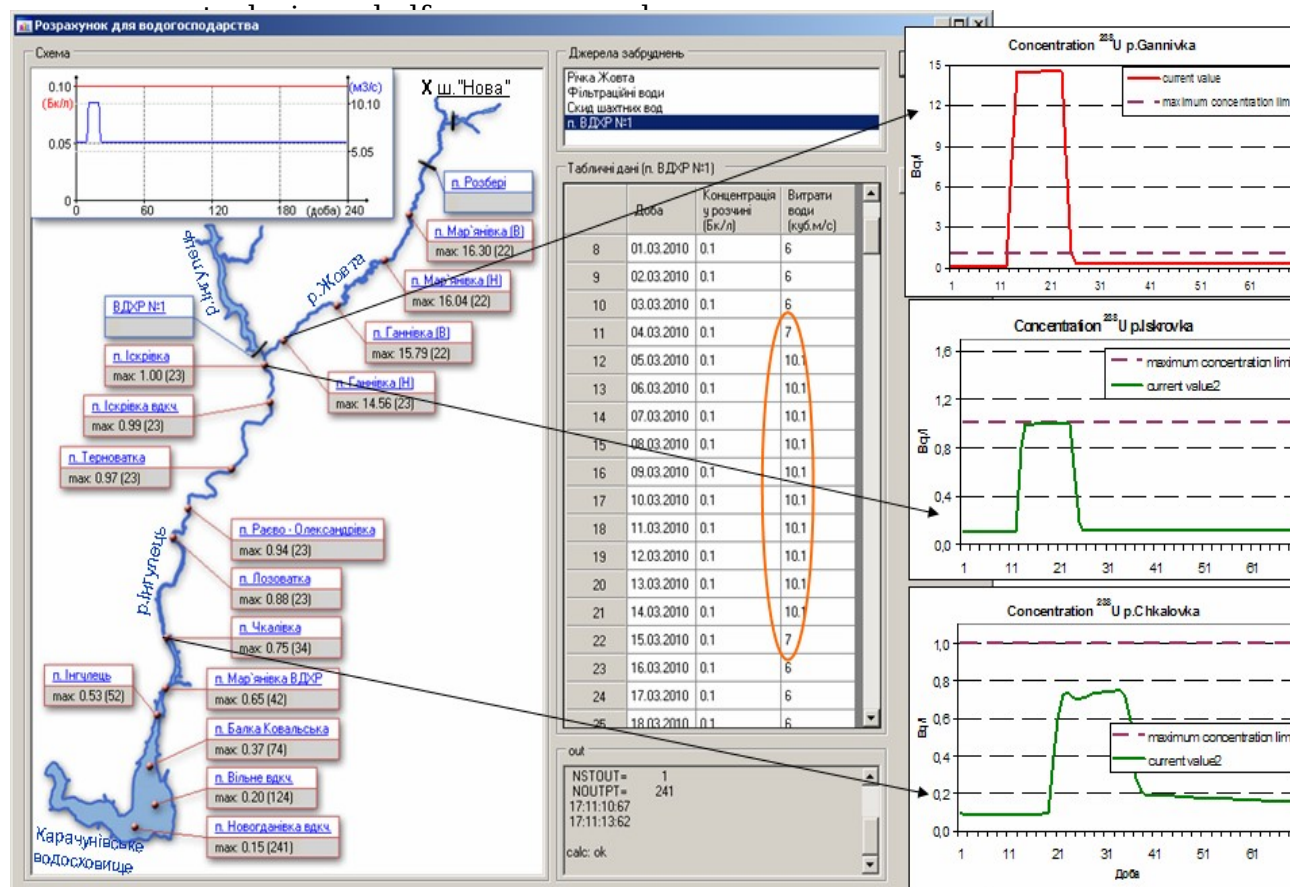 Розрахунок для водогосподарства
Схема
0.10
(Бк/л)
0.05
0
(м3/с)
10.10
5.05
0 60 120 180 (доба) 240
X ш."Нова"
п. Розбері
п. Мар`янівка (В)
max: 16.30 (22)
п. Мар`янівка (Н)
max: 16.04 (22)
п. Ганнівка (В)
max: 15.79 (22)
п. Ганнівка (Н)
max: 14.56 (23)
р.Жовта
р.Інгулець
ВДХР №1
п. Іскрівка
max: 1.00 (23)
п. Іскрівка вдкч.
max: 0.99 (23)
п. Терноватка
max: 0.97 (23)
п. Раєво - Олександрівка
max: 0.94 (23)
п. Лозоватка
max: 0.88 (23)
п. Чкалівка
max: 0.75 (34)
р.Інгулець
п. Інгулець
max: 0.53 (52)
п. Мар`янівка ВДХР
max: 0.65 (42)
п. Балка Ковальська
max: 0.37 (74)
п. Вільне вдкч.
max: 0.20 (124)
п. Новогданівка вдкч.
max: 0.15 (241)
Карачунівське
водосховище
Джерела забруднень
Річка Жовта
Фільтраційні води
Скид шахтних вод
п. ВДХР №1
Табличні дані (п. ВДХР №1)
Доба Концентрація у розчині (Бк/л) Витрати води (куб.м/с)
8 01.03.2010 0.1 6
9 02.03.2010 0.1 6
10 03.03.2010 0.1 6
11 04.03.2010 0.1 7
12 05.03.2010 0.1 10.1
13 06.03.2010 0.1 10.1
14 07.03.2010 0.1 10.1
15 08.03.2010 0.1 10.1
16 09.03.2010 0.1 10.1
17 10.03.2010 0.1 10.1
18 11.03.2010 0.1 10.1
19 12.03.2010 0.1 10.1
20 13.03.2010 0.1 10.1
21 14.03.2010 0.1 10.1
22 15.03.2010 0.1 7
23 16.03.2010 0.1 6
24 17.03.2010 0.1 6
25 18.03.2010 0.1 6
out
NSTOUT= 1
NOUTPT= 241
17:11:10:67
17:11:13:62
calc: ok
Concentration ²³⁸U p.Gannivka
15
12
9
6
3
0
Bq/l
current value
maximum concentration lim
1 11 21 31 41 51 61
Concentration ²³⁸U p.Iskrovka
1,6
1,2
0,8
0,4
0,0
Bq/l
maximum concentration lim
current value2
1 11 21 31 41 51 61
Concentration ²³⁸U p.Chkalovka
1,0
0,8
0,6
0,4
0,2
0,0
Bq/l
maximum concentration lim
current value2
1 11 21 31 41 51 61
Доба